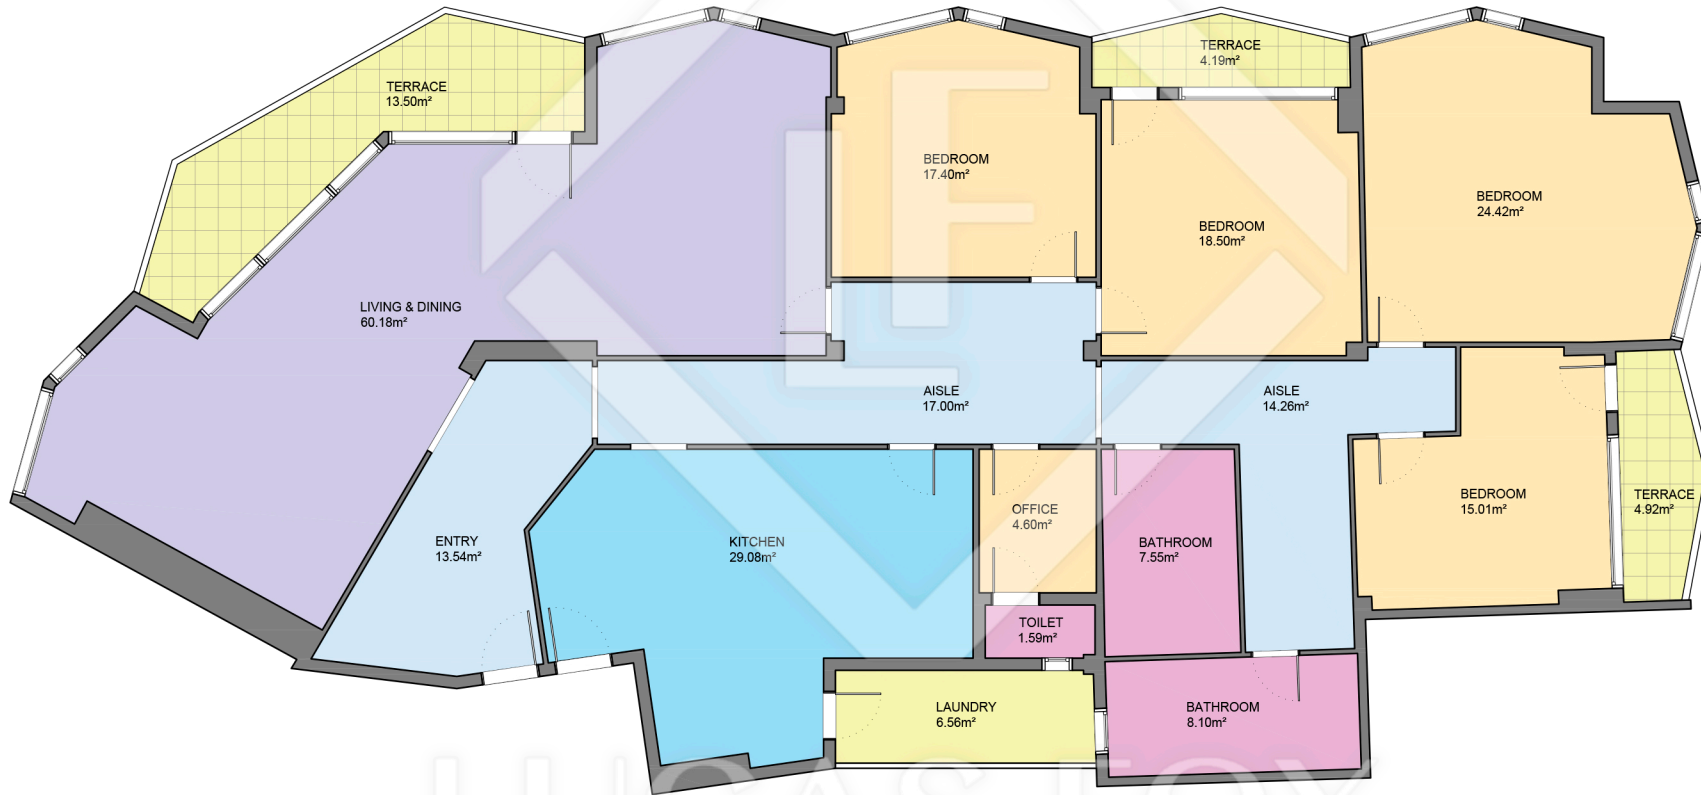 TERRACE
13.50m²
TERRACE
4.19m²
BEDROOM
17.40m²
BEDROOM
18.50m²
BEDROOM
24.42m²
LIVING & DINING
60.18m²
AISLE
17.00m²
AISLE
14.26m²
BEDROOM
15.01m²
TERRACE
4.92m²
ENTRY
13.54m²
KITCHEN
29.08m²
OFFICE
4.60m²
BATHROOM
7.55m²
TOILET
1.59m²
LAUNDRY
6.56m²
BATHROOM
8.10m²
LUCAS FOX